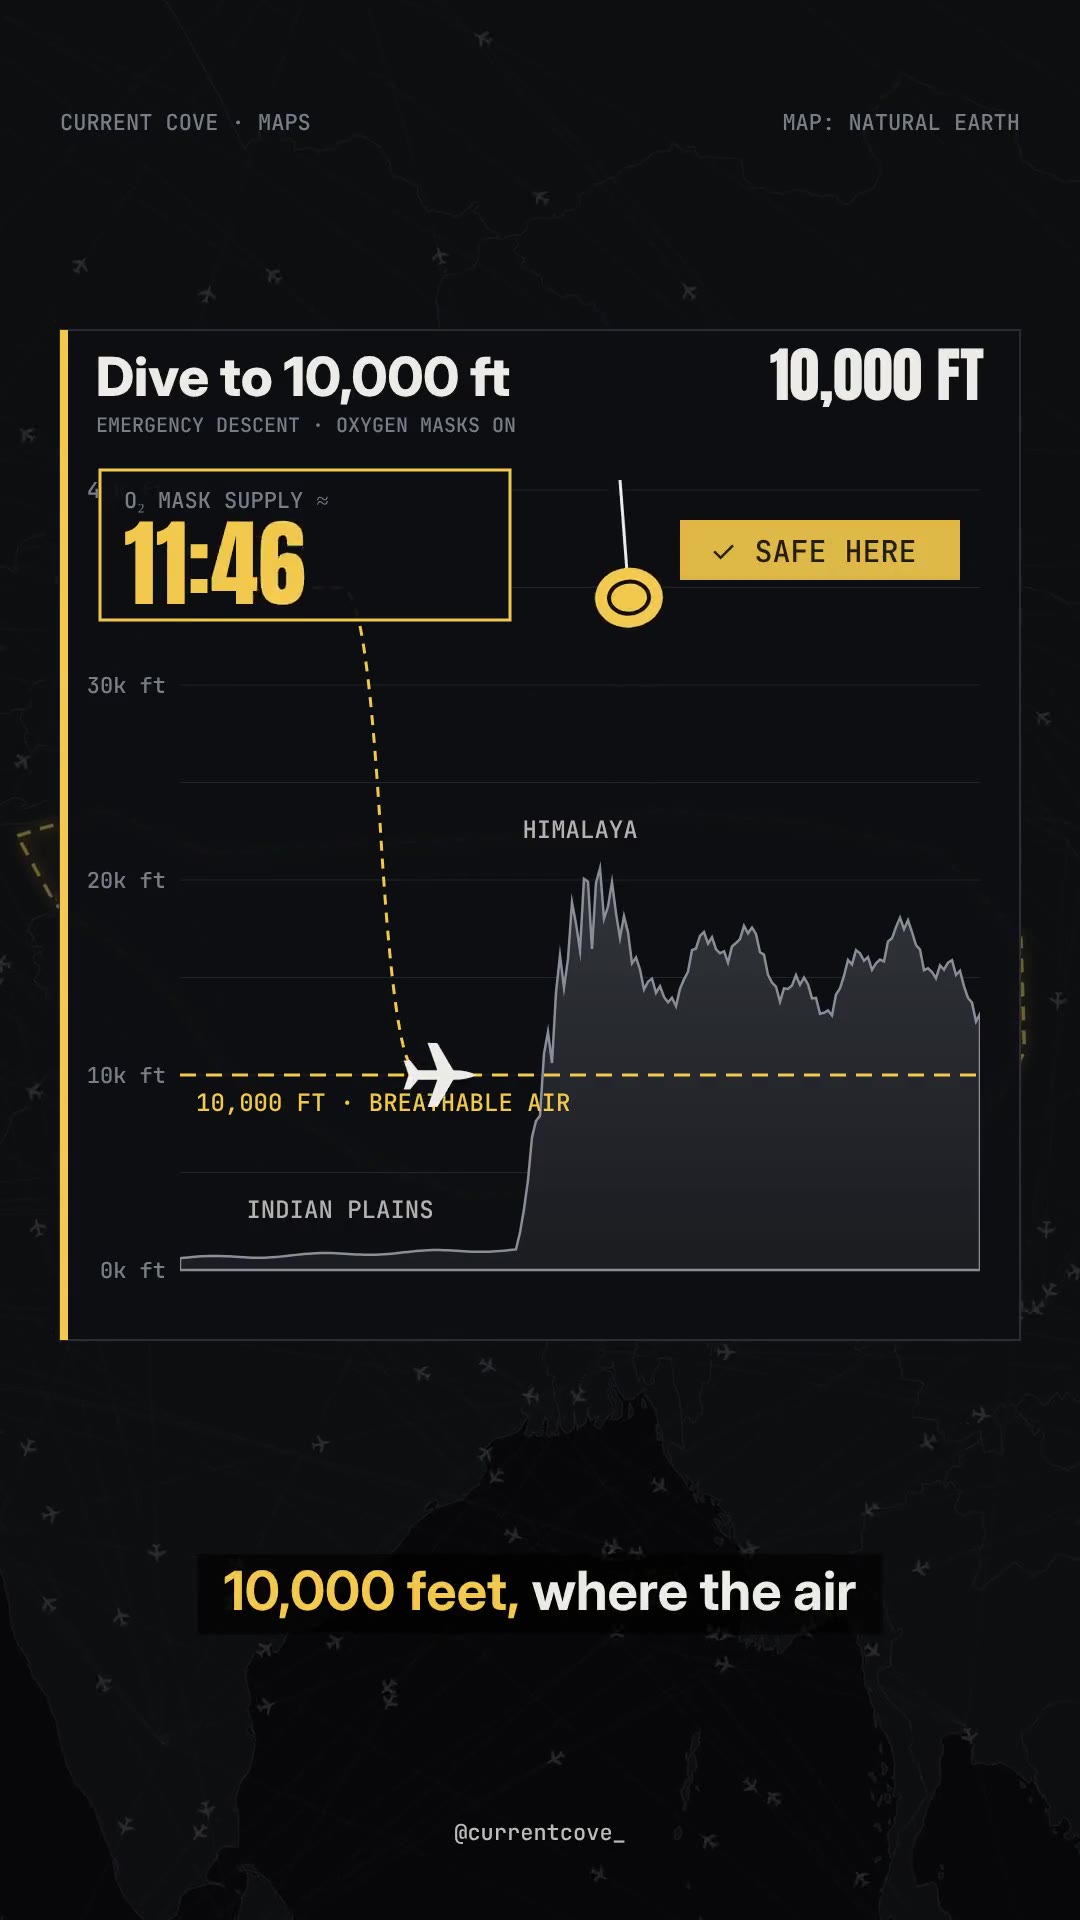 CURRENT COVE · MAPS
MAP: NATURAL EARTH
Dive to 10,000 ft
10,000 FT
EMERGENCY DESCENT · OXYGEN MASKS ON
O₂ MASK SUPPLY ≈
11:46
✓ SAFE HERE
30k ft
HIMALAYA
20k ft
10k ft
10,000 FT · BREATHABLE AIR
INDIAN PLAINS
0k ft
10,000 feet, where the air
@currentcove_